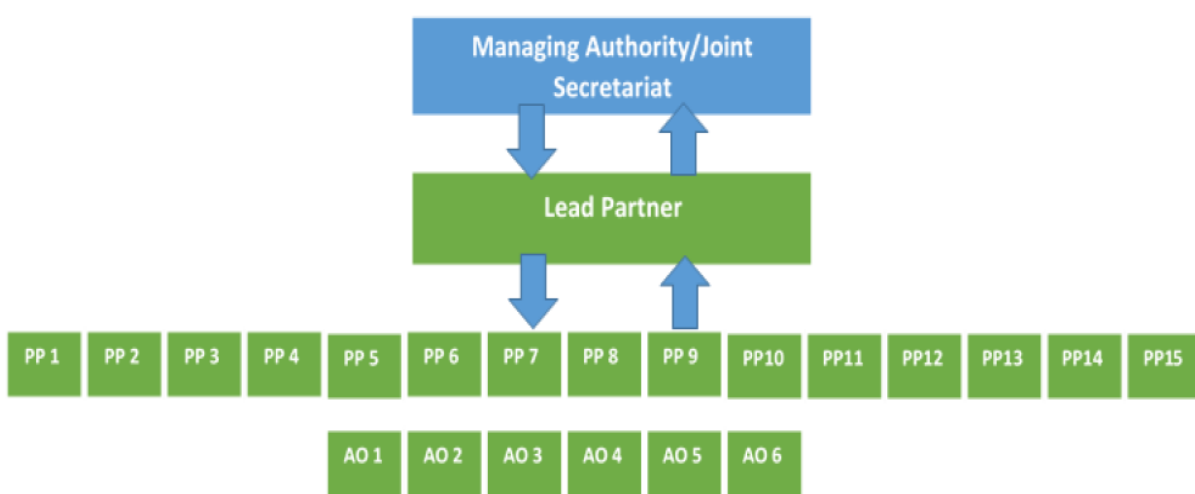 Managing Authority/Joint
Secretariat
Lead Partner
PP 1 PP 2 PP 3 PP 4 PP 5 PP 6 PP 7 PP 8 PP 9 PP10 PP11 PP12 PP13 PP14 PP15
AO 1 AO 2 AO 3 AO 4 AO 5 AO 6